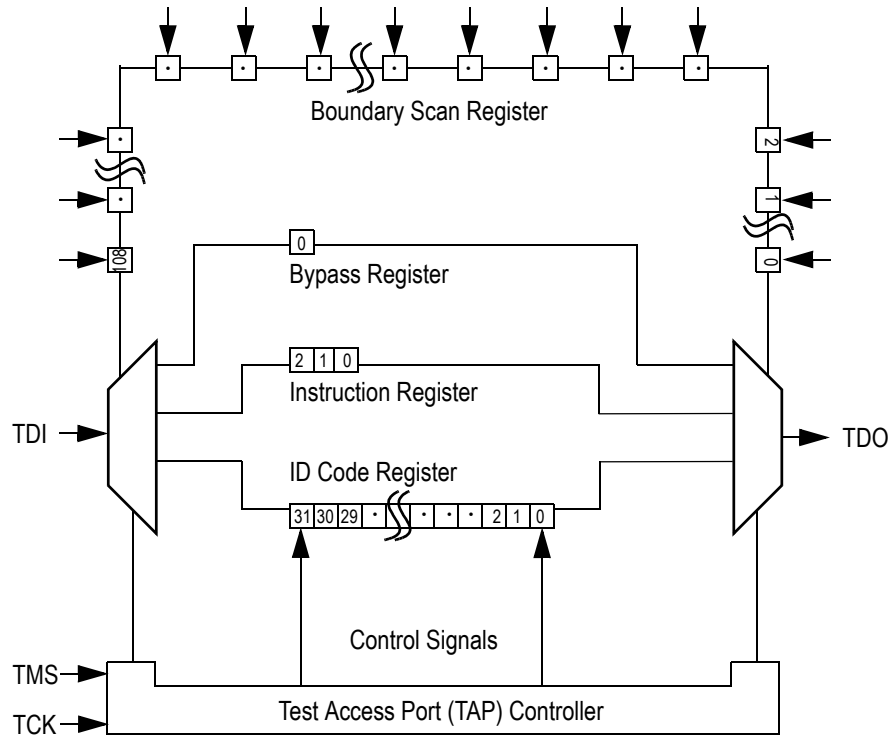 · · · · · · · ·
Boundary Scan Register
· 2
· 1
108 0
0
Bypass Register
2 1 0
Instruction Register
TDI TDO
ID Code Register
31 30 29 · · · · 2 1 0
Control Signals
TMS
Test Access Port (TAP) Controller
TCK